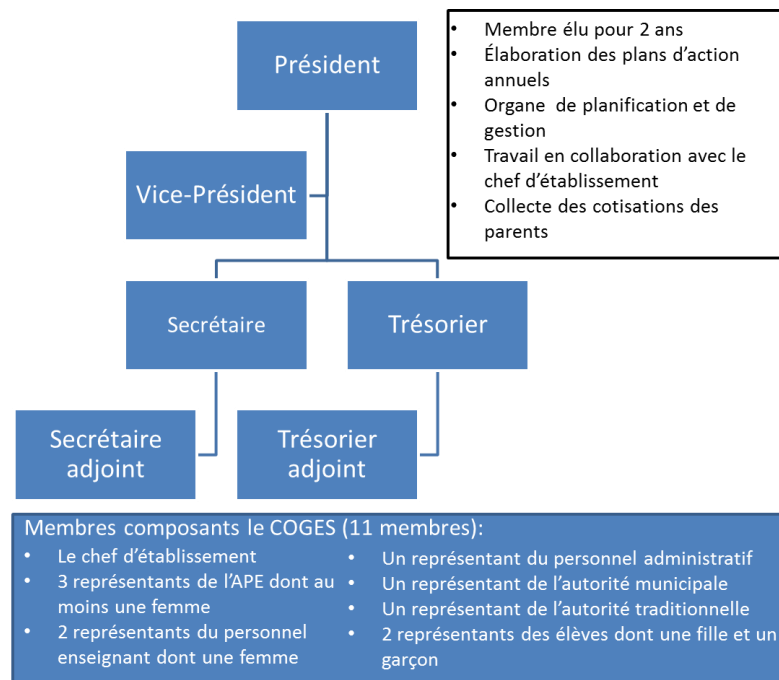 Président
• Membre élu pour 2 ans
• Élaboration des plans d’action
annuels
• Organe de planification et de
gestion
• Travail en collaboration avec le
chef d’établissement
• Collecte des cotisations des
parents
Vice-Président
Secrétaire
Trésorier
Secrétaire
adjoint
Trésorier
adjoint
Membres composants le COGES (11 membres):
• Le chef d’établissement
• 3 représentants de l’APE dont au
moins une femme
• 2 représentants du personnel
enseignant dont une femme
• Un représentant du personnel administratif
• Un représentant de l’autorité municipale
• Un représentant de l’autorité traditionnelle
• 2 représentants des élèves dont une fille et un
garçon